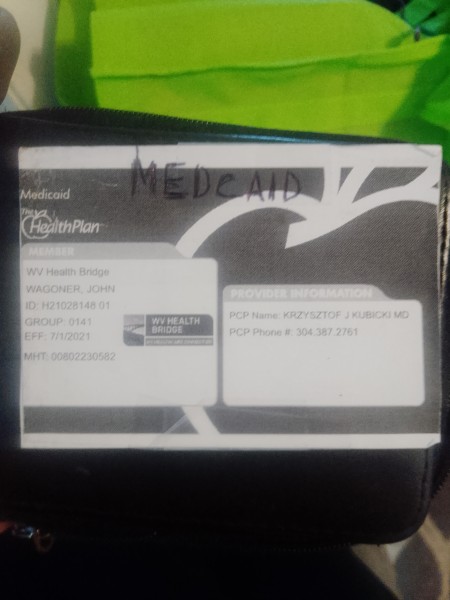 MEDCAID
Medicaid
The
HealthPlan
MEMBER
WV Health Bridge
WAGONER, JOHN
ID: H21028148 01
GROUP: 0141
EFF: 7/1/2021
MHT: 00802230582
WV HEALTH
BRIDGE
PROVIDER INFORMATION
PCP Name: KRZYSZTOF J KUBICKI MD
PCP Phone #: 304.387.2761